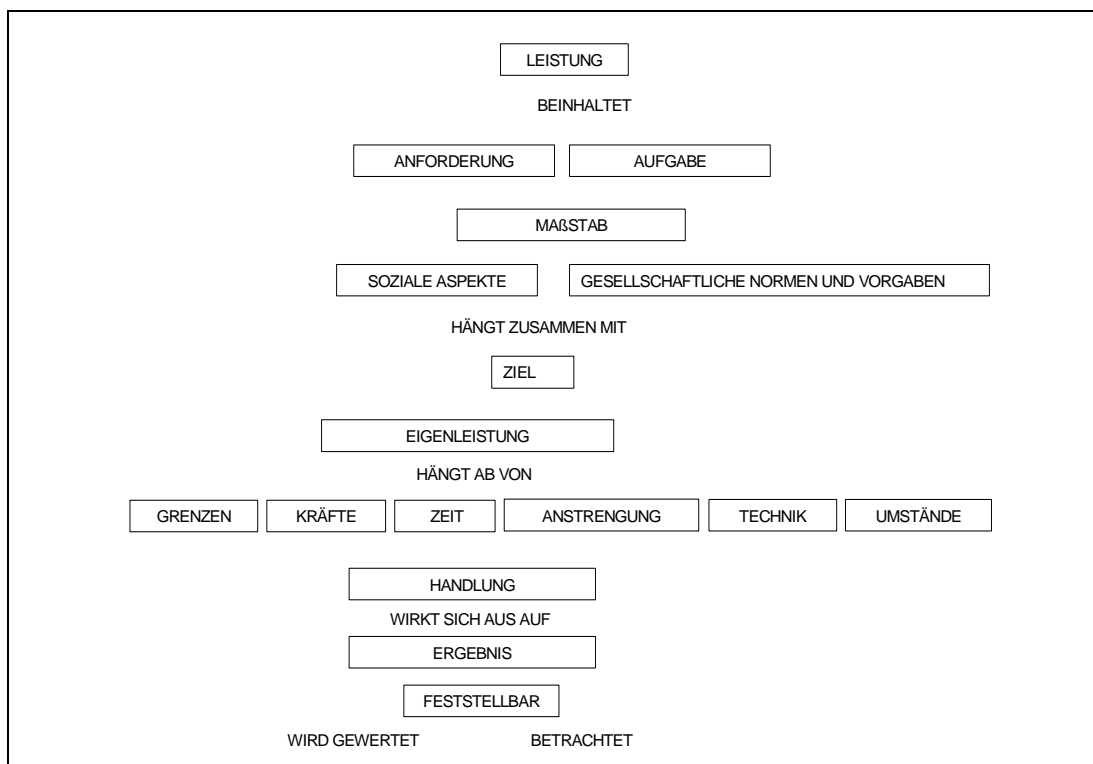 LEISTUNG
BEINHALTET
ANFORDERUNG AUFGABE
MAßSTAB
SOZIALE ASPEKTE GESELLSCHAFTLICHE NORMEN UND VORGABEN
HÄNGT ZUSAMMEN MIT
ZIEL
EIGENLEISTUNG
HÄNGT AB VON
GRENZEN KRÄFTE ZEIT ANSTRENGUNG TECHNIK UMSTÄNDE
HANDLUNG
WIRKT SICH AUS AUF
ERGEBNIS
FESTSTELLBAR
WIRD GEWERTET BETRACHTET